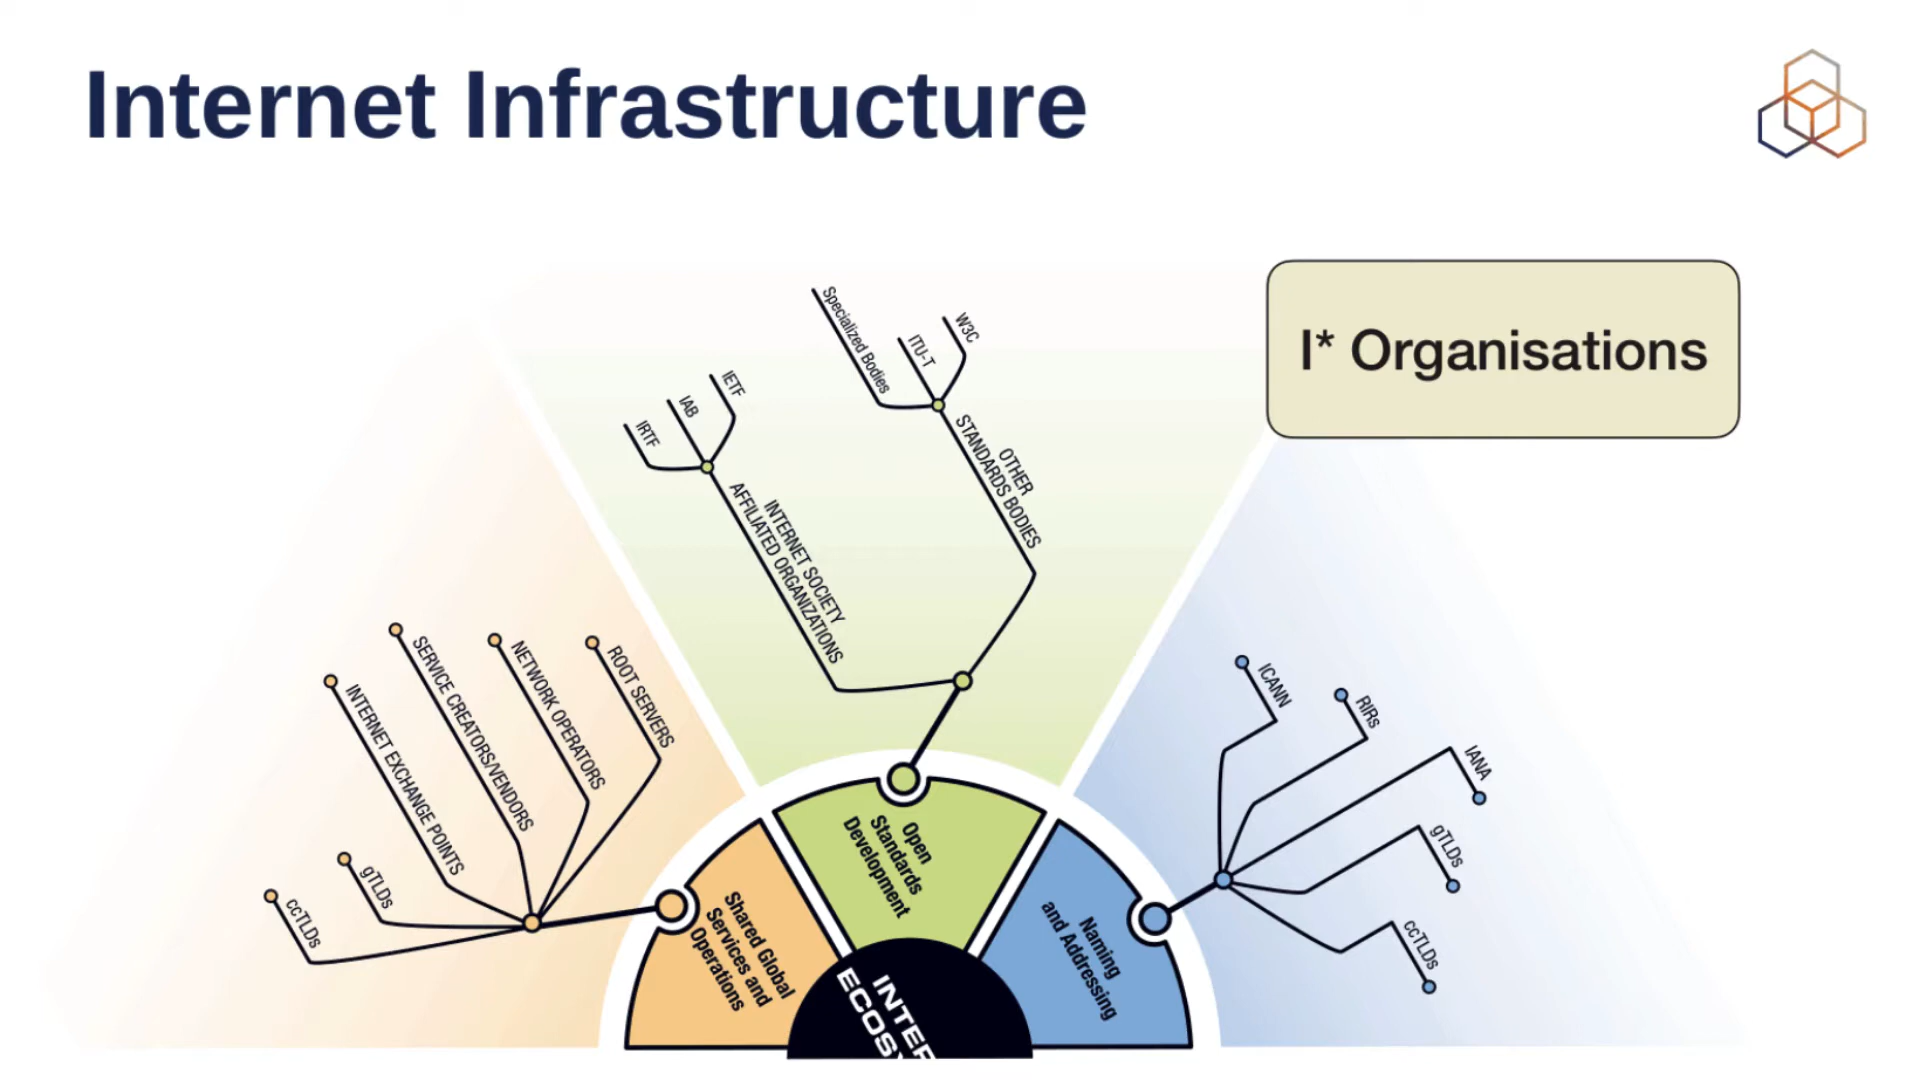 Internet Infrastructure
I* Organisations
Specialized Bodies
ITU-T
W3C
OTHER
STANDARDS BODIES
IRTF
IAB
IETF
INTERNET SOCIETY
AFFILIATED ORGANIZATIONS
ccTLDs
gTLDs
INTERNET EXCHANGE POINTS
SERVICE CREATORS/VENDORS
NETWORK OPERATORS
ROOT SERVERS
ICANN
RIRs
IANA
gTLDs
ccTLDs
Shared Global
Services and
Operations
Open
Standards
Development
Naming
and Addressing